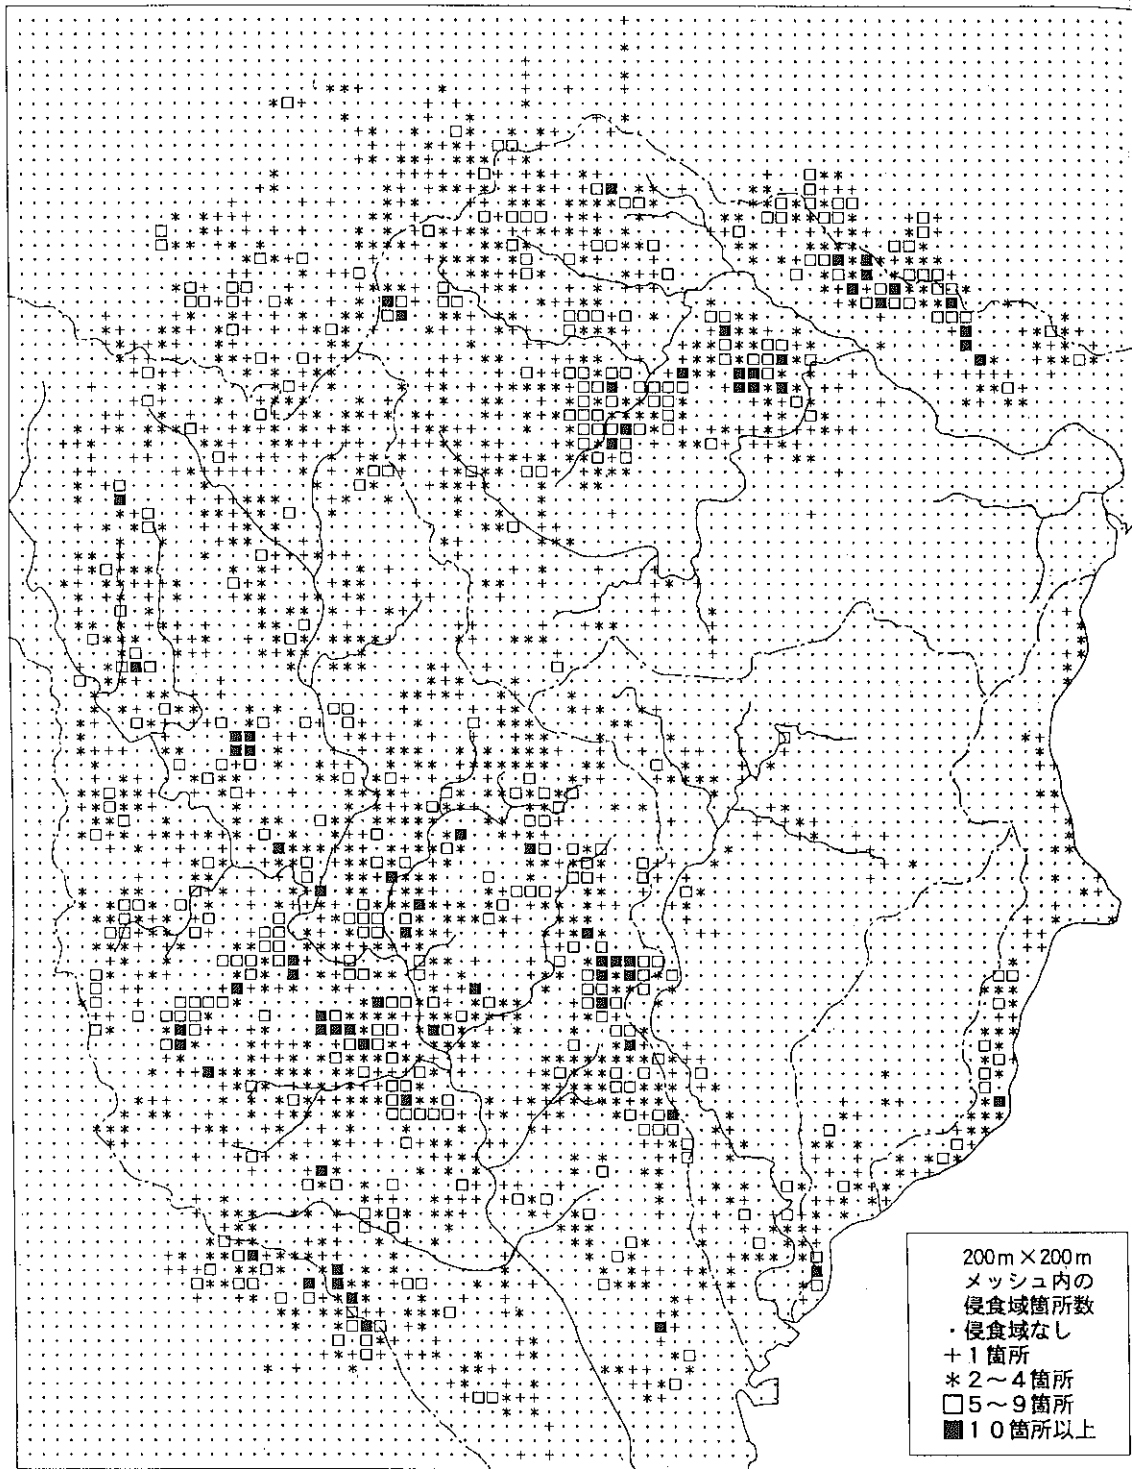 200m×200m
メッシュ内の
侵食域箇所数
・侵食域なし
＋1箇所
＊2～4箇所
□5～9箇所
■10箇所以上